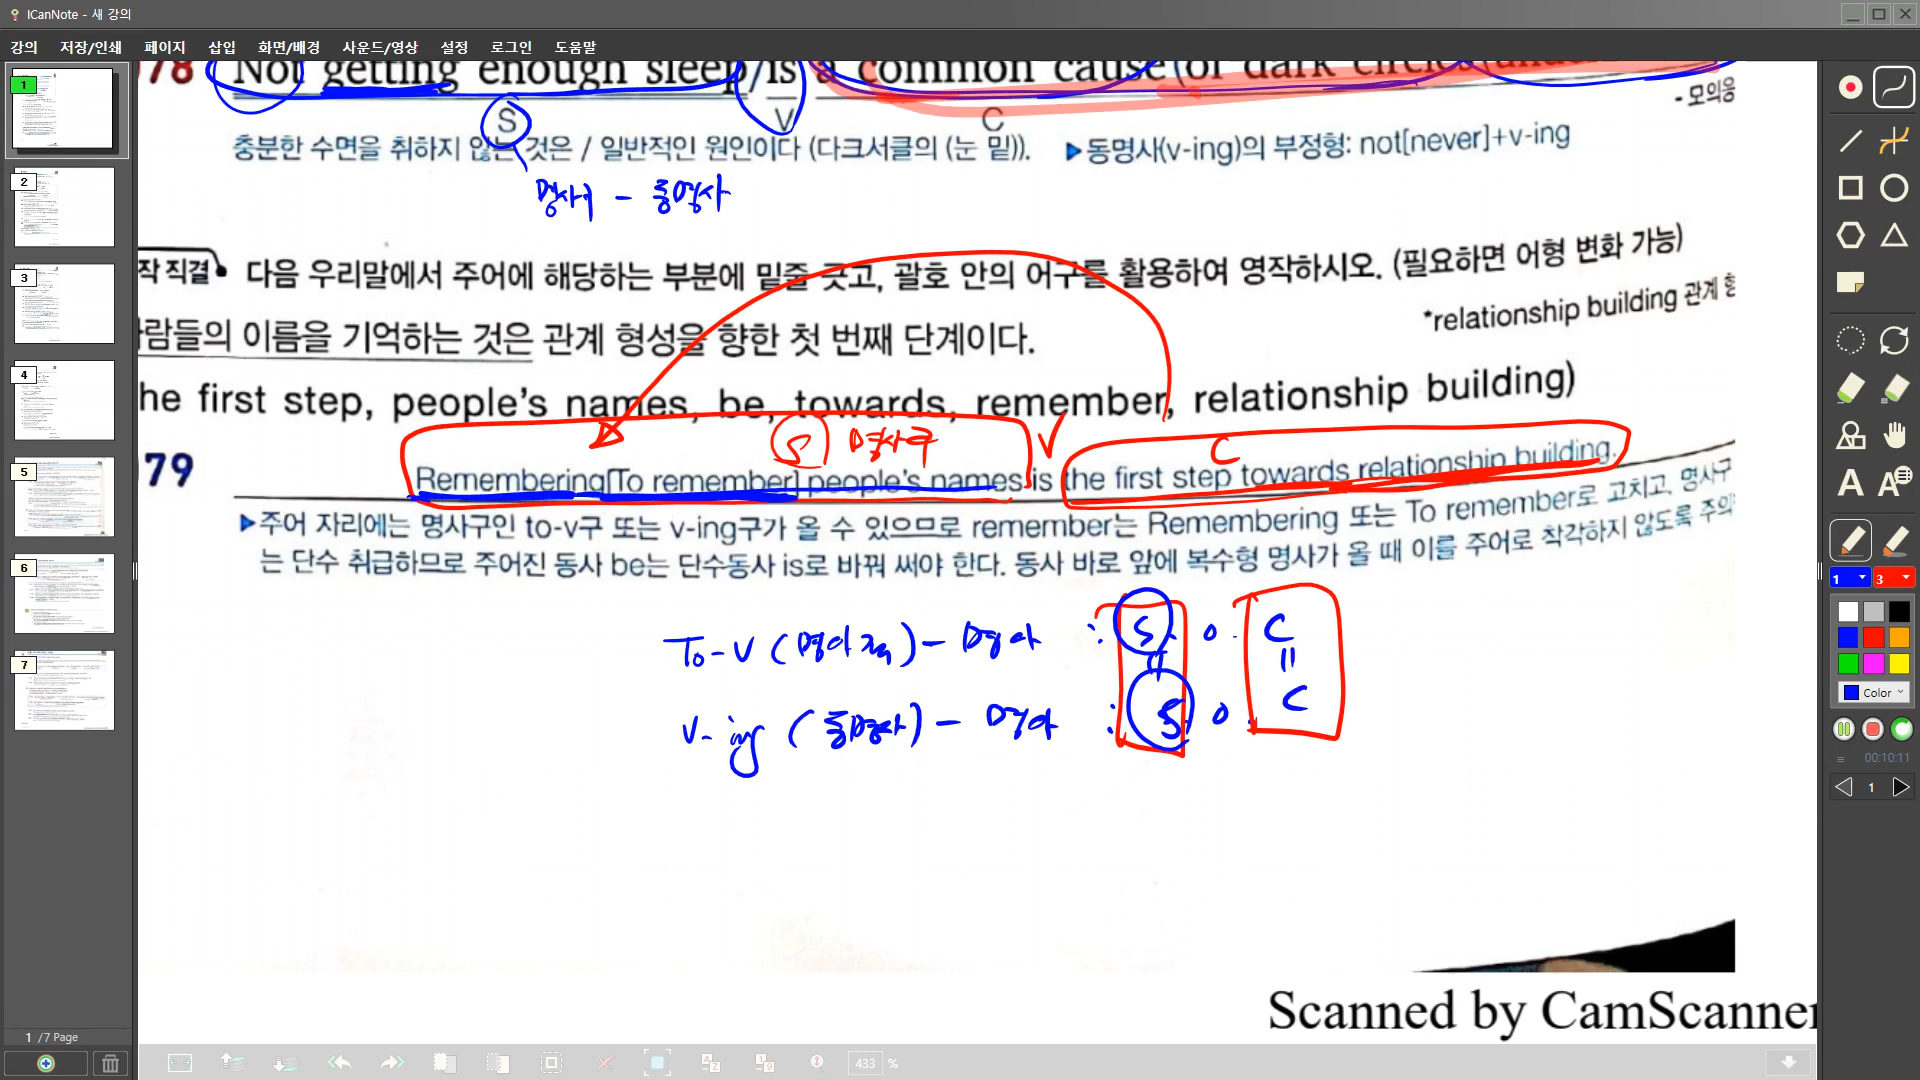 ICanNote - 새 강의
강의 저장/인쇄 페이지 삽입 화면/배경 사운드/영상 설정 로그인 도움말
78 Not getting enough sleep/is a common cause (of dark circles
S V C
- 모의응
충분한 수면을 취하지 않는 것은 / 일반적인 원인이다 (다크서클의 (눈 밑)). ▶동명사(v-ing)의 부정형: not[never]+v-ing
명사구 - 동명사
작 직결 다음 우리말에서 주어에 해당하는 부분에 밑줄 긋고, 괄호 안의 어구를 활용하여 영작하시오. (필요하면 어형 변화 가능)
*relationship building 관계 형
람들의 이름을 기억하는 것은 관계 형성을 향한 첫 번째 단계이다.
he first step, people's names, be, towards, remember, relationship building)
S 명사구 V C
79 Remembering[To remember] people's names is the first step towards relationship building.
▶주어 자리에는 명사구인 to-v구 또는 v-ing구가 올 수 있으므로 remember는 Remembering 또는 To remember로 고치고, 명사구
는 단수 취급하므로 주어진 동사 be는 단수동사 is로 바꿔 써야 한다. 동사 바로 앞에 복수형 명사가 올 때 이를 주어로 착각하지 않도록 주의
To-V ( ) - 명사 : S. O. C
V-ing (동명사) - 명사 : S. O. C
Scanned by CamScanner
1
2
3
4
5
6
7
1 /7 Page
433 %
A
A
1 3
Color
00:10:11
1